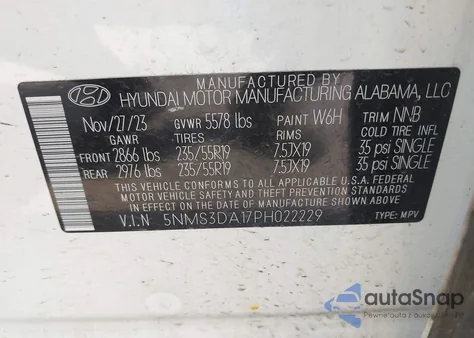 MANUFACTURED BY
HYUNDAI MOTOR MANUFACTURING ALABAMA, LLC
Nov/27/23 GVWR 5578 lbs PAINT W6H TRIM NNB
GAWR TIRES RIMS COLD TIRE INFL
FRONT 2866 lbs 235/55R19 7.5JX19 35 psi SINGLE
REAR 2976 lbs 235/55R19 7.5JX19 35 psi SINGLE
THIS VEHICLE CONFORMS TO ALL APPLICABLE U.S.A. FEDERAL
MOTOR VEHICLE SAFETY, BUMPER, AND THEFT PREVENTION STANDARDS
IN EFFECT ON THE DATE OF MANUFACTURE SHOWN ABOVE.
V.I.N 5NMS3DA17PH022229 TYPE: MPV
autoSnap
Pewne auta z